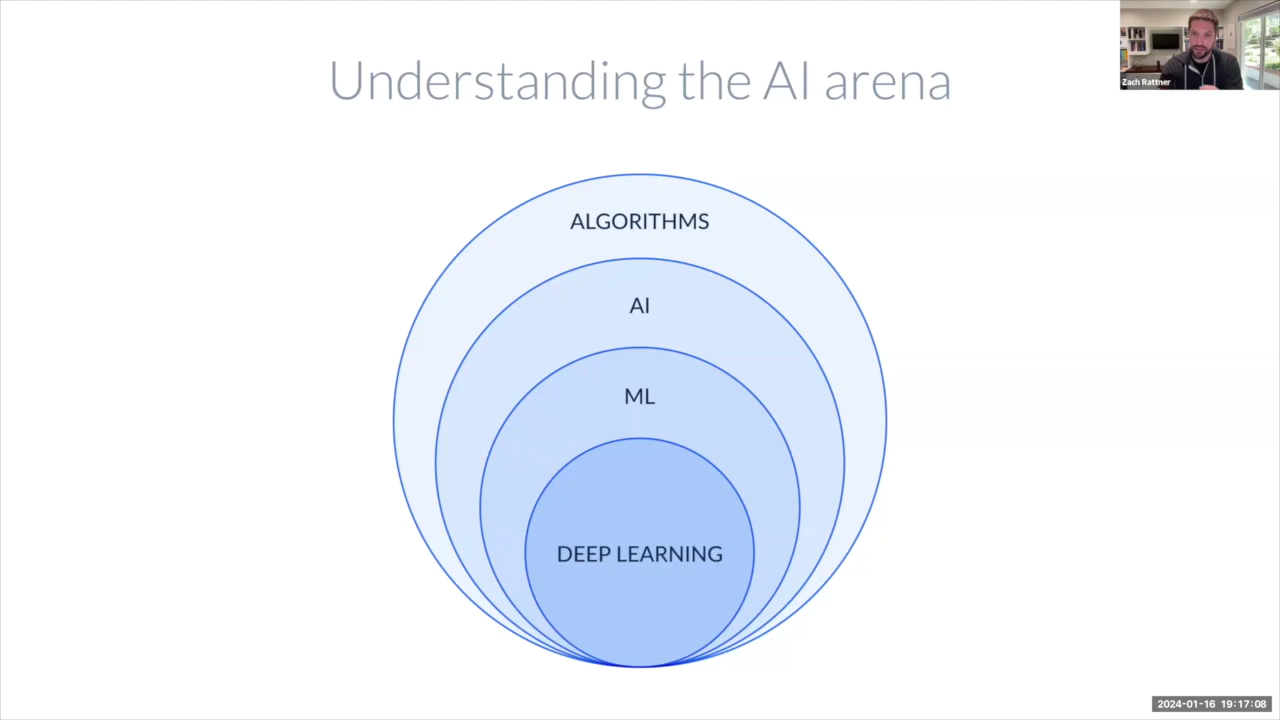 Understanding the AI arena
Zach Rattner
ALGORITHMS
AI
ML
DEEP LEARNING
2024-01-16 19:17:08